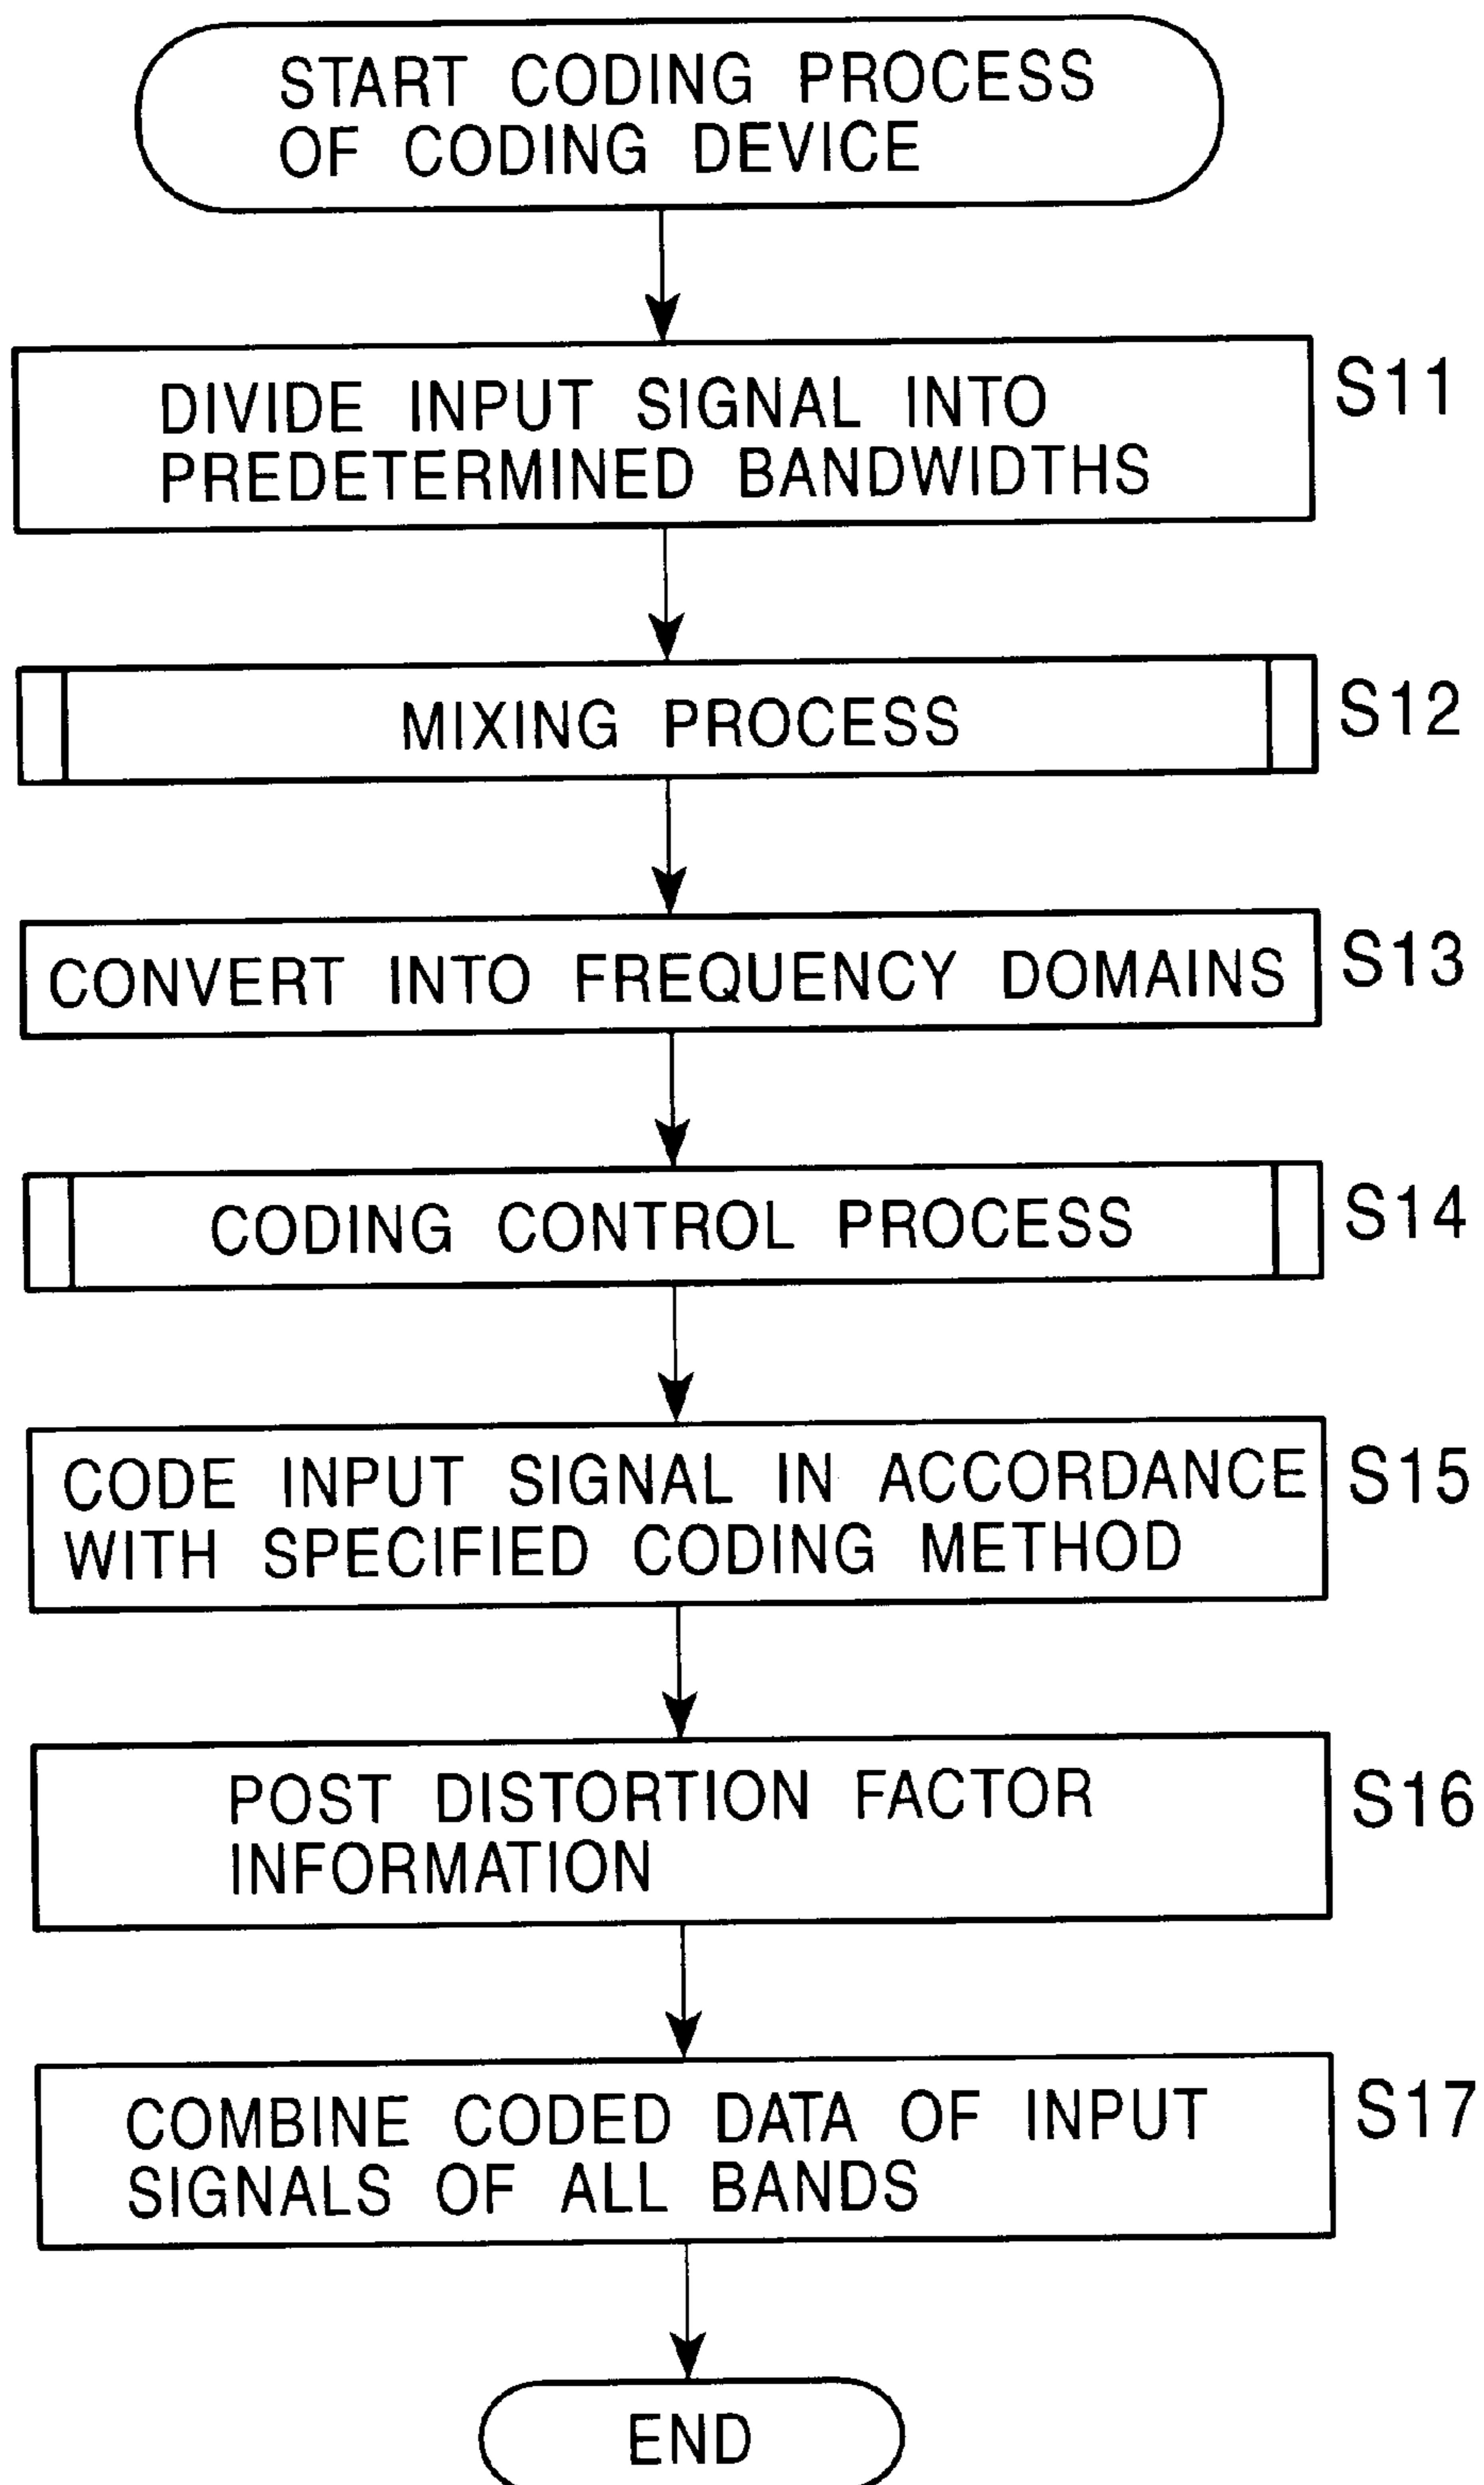 START CODING PROCESS
OF CODING DEVICE
DIVIDE INPUT SIGNAL INTO
PREDETERMINED BANDWIDTHS
S11
MIXING PROCESS
S12
CONVERT INTO FREQUENCY DOMAINS
S13
CODING CONTROL PROCESS
S14
CODE INPUT SIGNAL IN ACCORDANCE
WITH SPECIFIED CODING METHOD
S15
POST DISTORTION FACTOR
INFORMATION
S16
COMBINE CODED DATA OF INPUT
SIGNALS OF ALL BANDS
S17
END